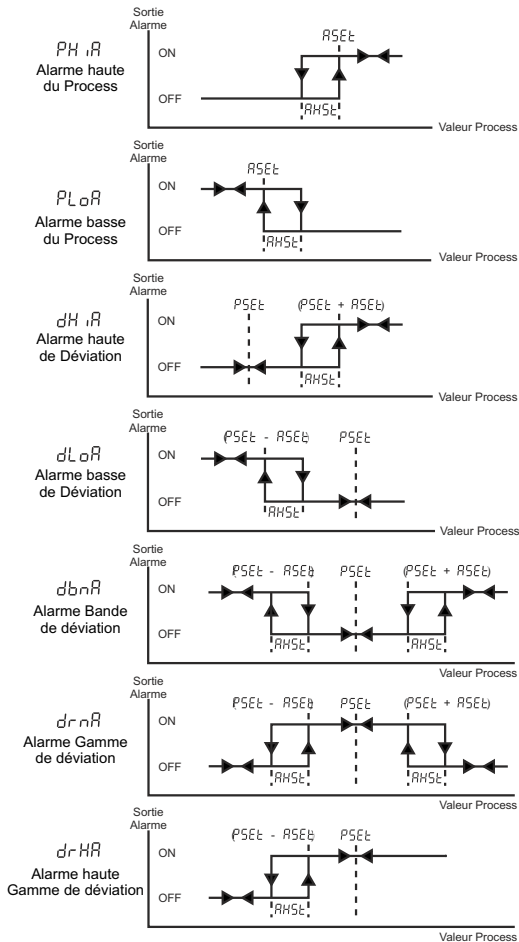 Sortie
Alarme
PH iA
Alarme haute
du Process
ON
OFF
ASEt
AHSt
Valeur Process
Sortie
Alarme
PLoA
Alarme basse
du Process
ON
OFF
ASEt
AHSt
Valeur Process
Sortie
Alarme
dH iA
Alarme haute
de Déviation
ON
OFF
PSEt
(PSEt + ASEt)
AHSt
Valeur Process
Sortie
Alarme
dLoA
Alarme basse
de Déviation
ON
OFF
(PSEt - ASEt)
PSEt
AHSt
Valeur Process
Sortie
Alarme
dbnA
Alarme Bande
de déviation
ON
OFF
(PSEt - ASEt)
PSEt
(PSEt + ASEt)
AHSt
AHSt
Valeur Process
Sortie
Alarme
drnA
Alarme Gamme
de déviation
ON
OFF
(PSEt - ASEt)
PSEt
(PSEt + ASEt)
AHSt
AHSt
Valeur Process
Sortie
Alarme
drHA
Alarme haute
Gamme de déviation
ON
OFF
(PSEt - ASEt)
PSEt
AHSt
Valeur Process